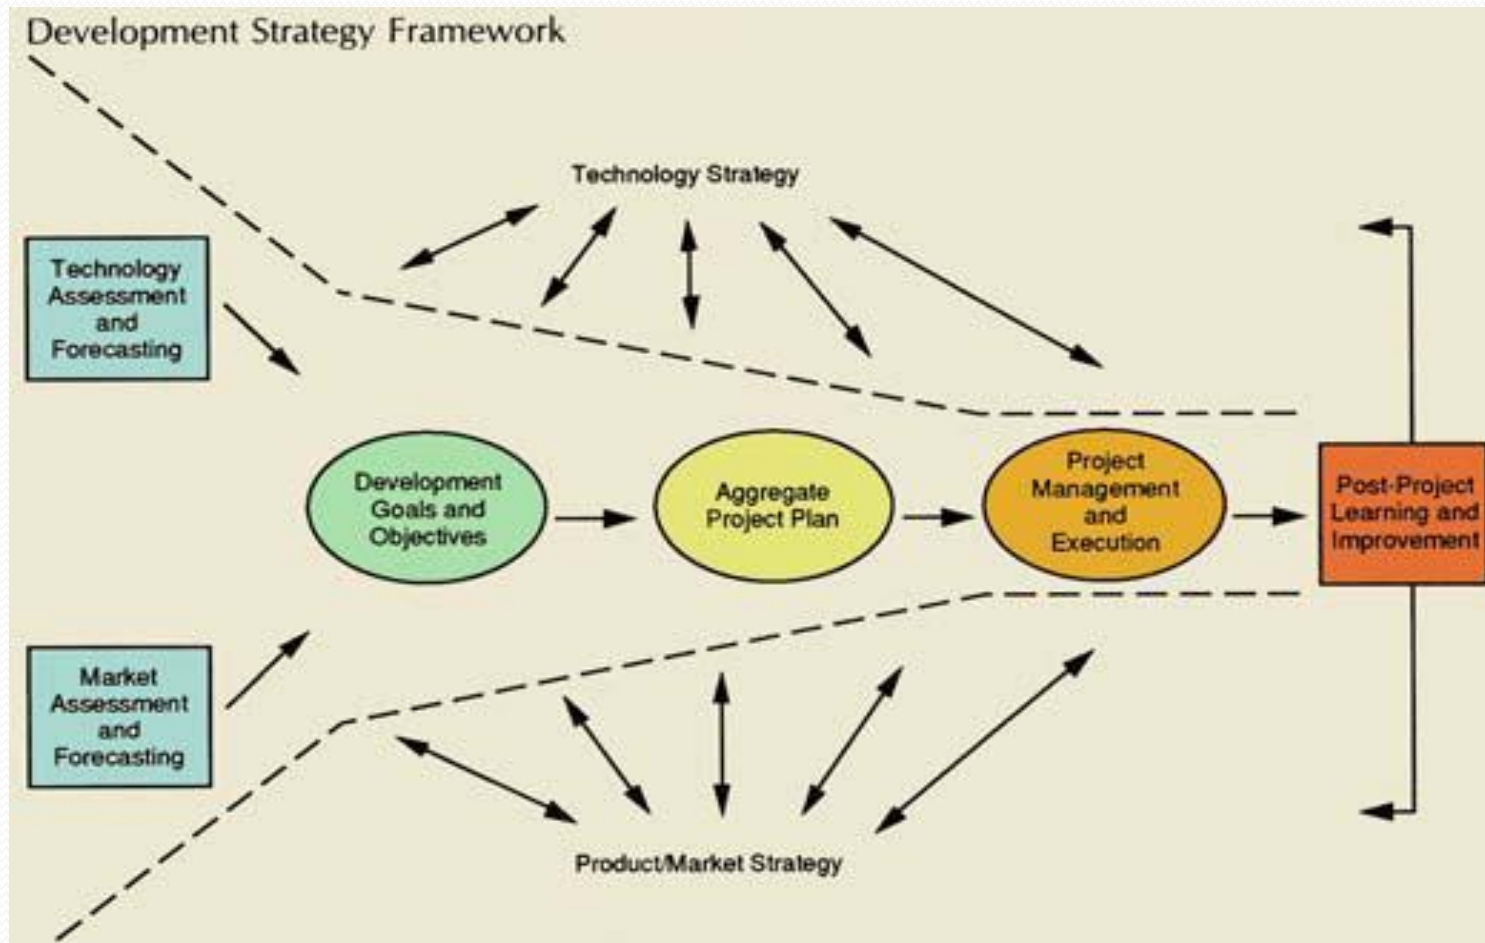 Development Strategy Framework
Technology Strategy
Technology
Assessment
and
Forecasting
Development
Goals and
Objectives
Aggregate
Project Plan
Project
Management
and
Execution
Post-Project
Learning and
Improvement
Market
Assessment
and
Forecasting
Product/Market Strategy